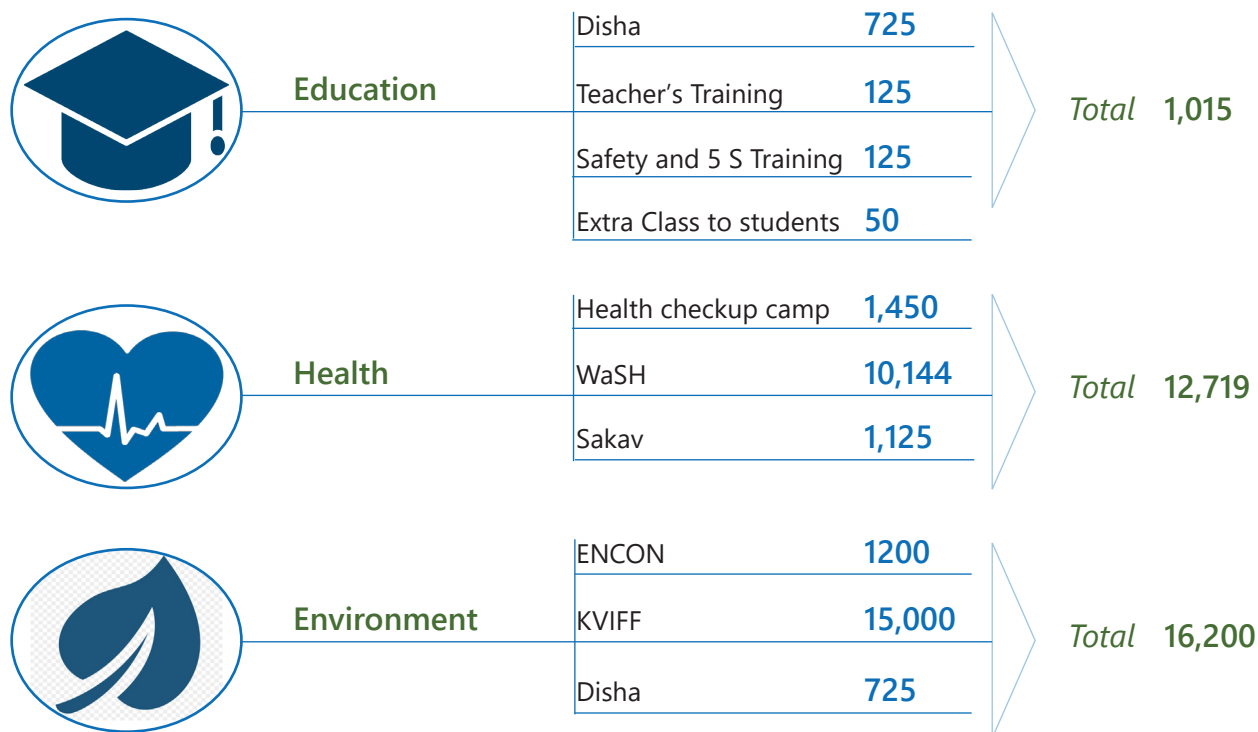 Education
Disha 725
Teacher’s Training 125
Safety and 5 S Training 125
Extra Class to students 50
Total 1,015
Health
Health checkup camp 1,450
WaSH 10,144
Sakav 1,125
Total 12,719
Environment
ENCON 1200
KVIFF 15,000
Disha 725
Total 16,200